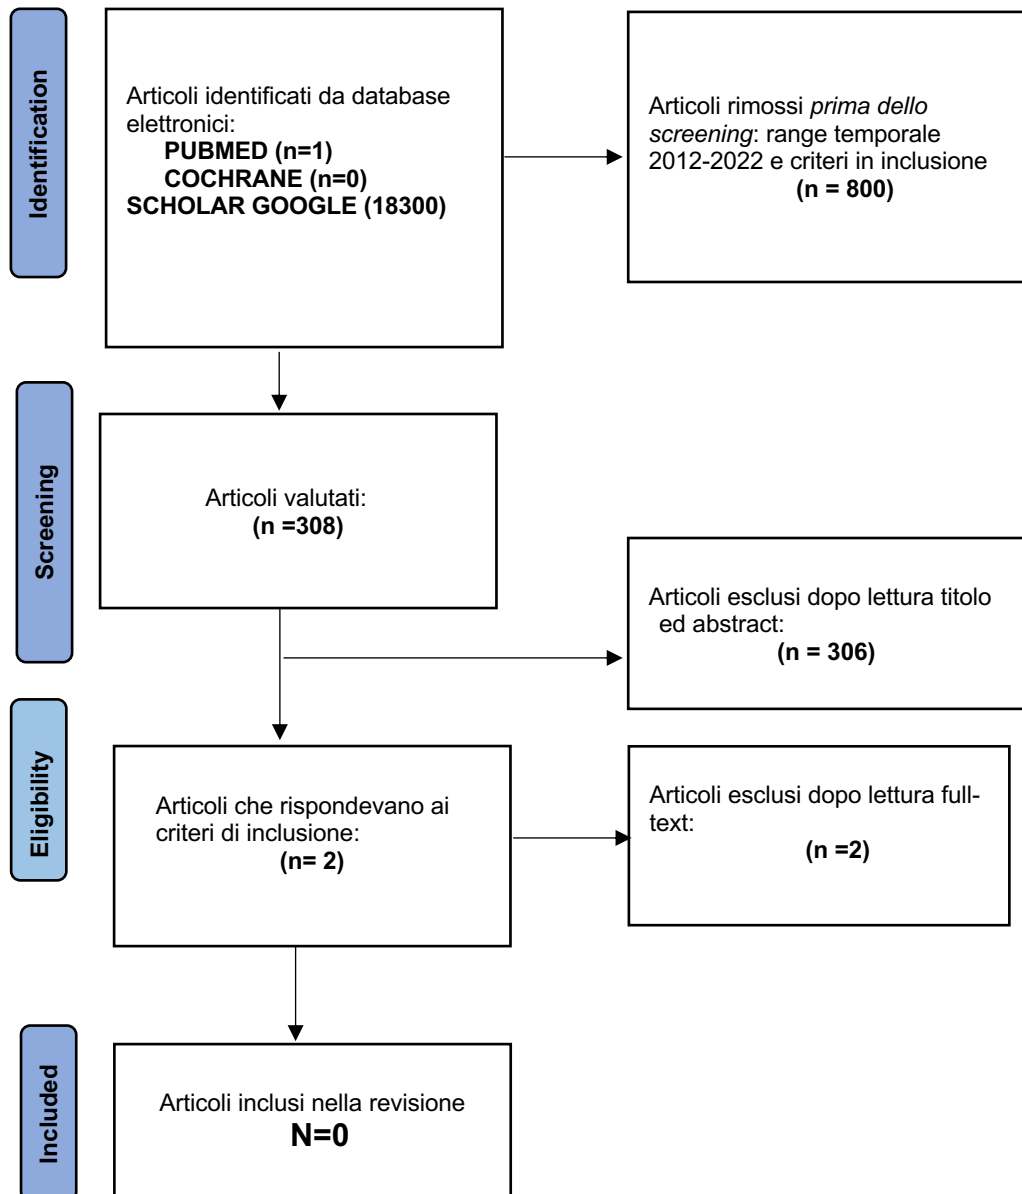 Identification
Articoli identificati da database
elettronici:
PUBMED (n=1)
COCHRANE (n=0)
SCHOLAR GOOGLE (18300)
Articoli rimossi prima dello
screening: range temporale
2012-2022 e criteri in inclusione
(n = 800)
Screening
Articoli valutati:
(n =308)
Articoli esclusi dopo lettura titolo
ed abstract:
(n = 306)
Eligibility
Articoli che rispondevano ai
criteri di inclusione:
(n= 2)
Articoli esclusi dopo lettura full-
text:
(n =2)
Included
Articoli inclusi nella revisione
N=0